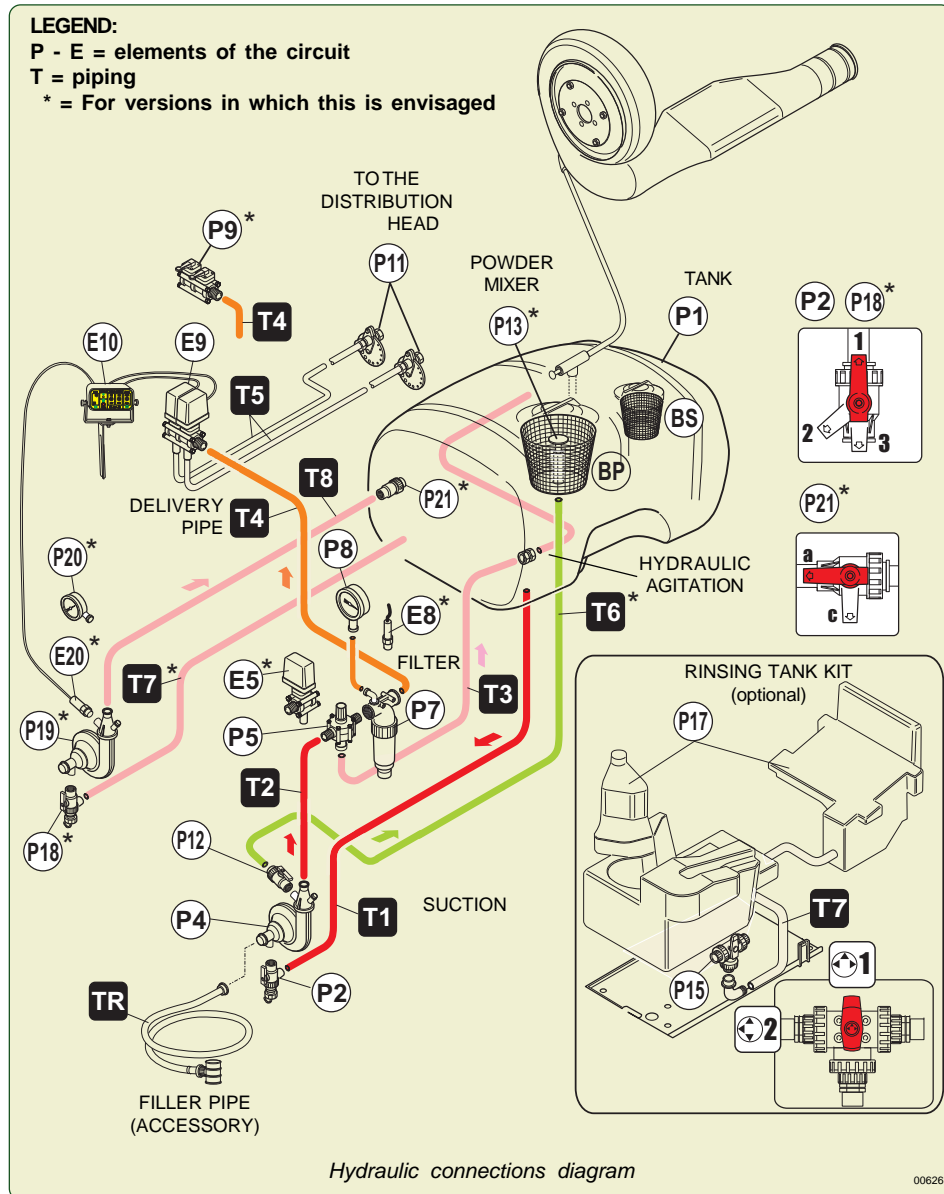 LEGEND:
P - E = elements of the circuit
T = piping
* = For versions in which this is envisaged
TO THE
DISTRIBUTION
HEAD
P9 *
P11
POWDER
MIXER
TANK
T4
P13 *
P1
P2 P18 *
E10
E9
1
T5
BS
2
3
BP
T8
P21 *
DELIVERY
PIPE
T4
P21 *
P20 *
P8
a
HYDRAULIC
AGITATION
c
E8 *
T6 *
E20 *
FILTER
RINSING TANK KIT
(optional)
E5 *
T7 *
T3
P7
P17
P19 *
P5
T2
P18 *
P12
T1
SUCTION
P4
T7
P2
P15
1
TR
2
FILLER PIPE
(ACCESSORY)
Hydraulic connections diagram
00626